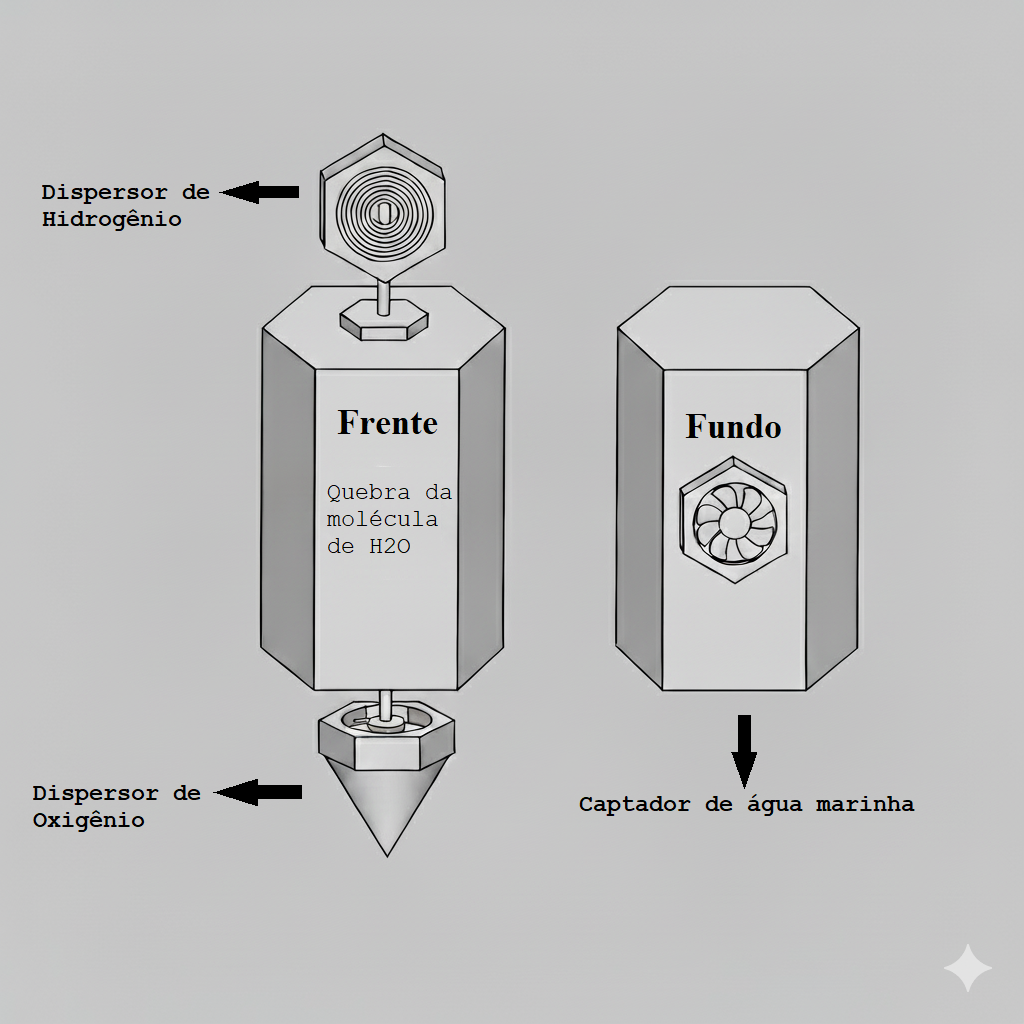 Dispersor de
Hidrogênio
Frente
Quebra da
molécula
de H2O
Fundo
Dispersor de
Oxigênio
Captador de água marinha